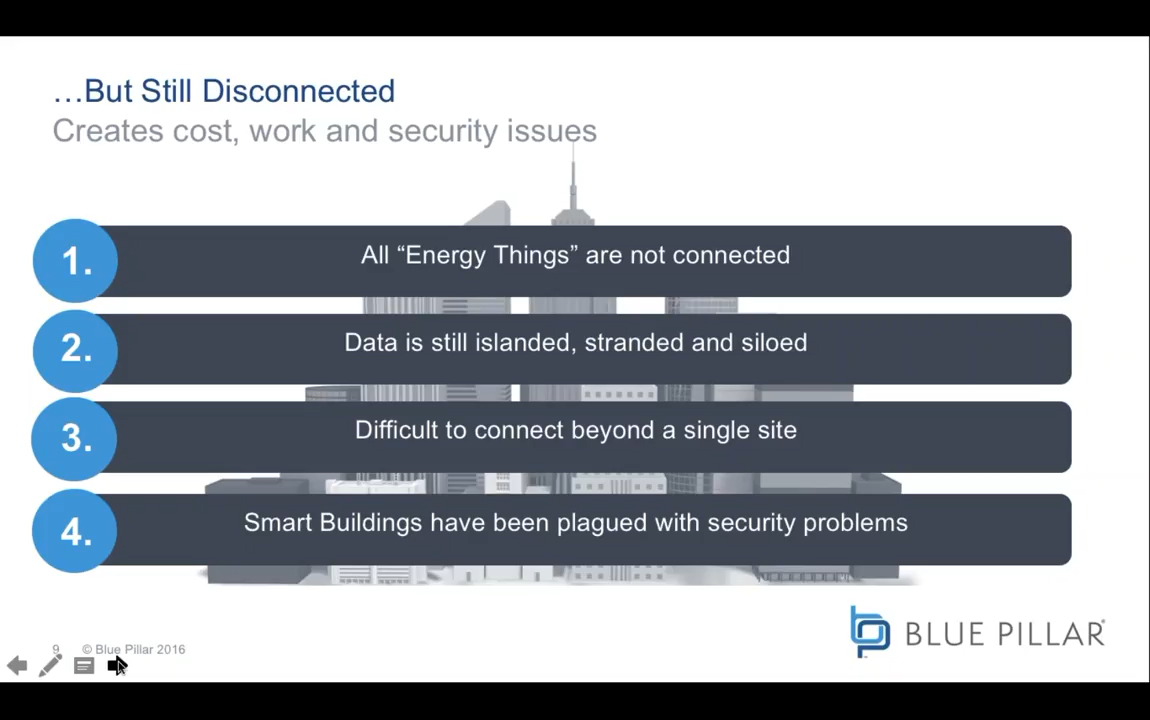 …But Still Disconnected
Creates cost, work and security issues
1.
All “Energy Things” are not connected
2.
Data is still islanded, stranded and siloed
3.
Difficult to connect beyond a single site
4.
Smart Buildings have been plagued with security problems
9 © Blue Pillar 2016
BLUE PILLAR®